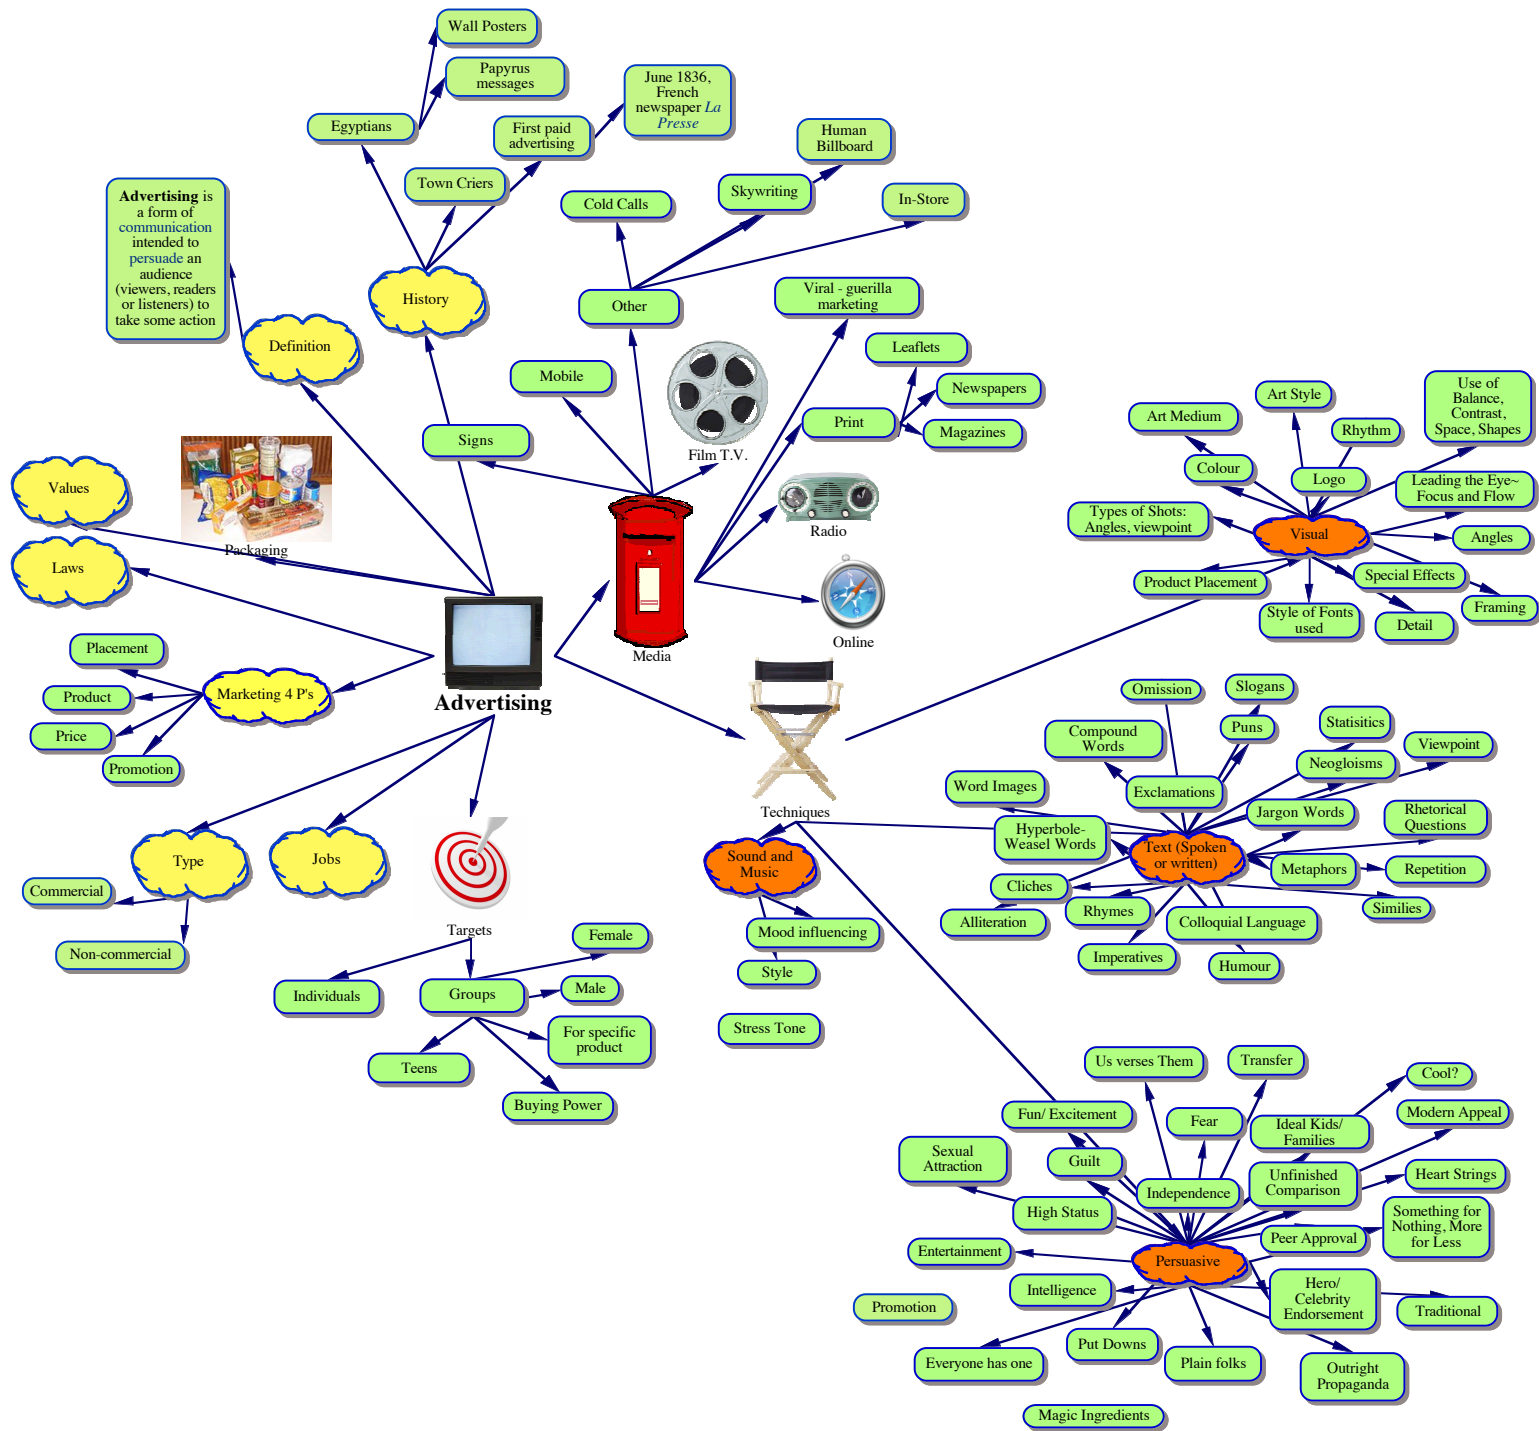 Wall Posters
Papyrus
messages
June 1836,
French
newspaper La
Presse
Egyptians
First paid
advertising
Town Criers
History
Advertising is
a form of
communication
intended to
persuade an
audience
(viewers, readers
or listeners) to
take some action
Definition
Human
Billboard
Skywriting
In-Store
Cold Calls
Other
Viral - guerilla
marketing
Leaflets
Newspapers
Magazines
Print
Mobile
Signs
Film T.V.
Radio
Online
Media
Values
Packaging
Laws
Placement
Product
Price
Promotion
Marketing 4 P's
Advertising
Type
Commercial
Non-commercial
Jobs
Targets
Individuals
Groups
Female
Male
For specific
product
Teens
Buying Power
Techniques
Sound and
Music
Mood influencing
Style
Stress Tone
Art Medium
Art Style
Rhythm
Use of
Balance,
Contrast,
Space, Shapes
Colour
Logo
Leading the Eye~
Focus and Flow
Types of Shots:
Angles, viewpoint
Visual
Angles
Product Placement
Special Effects
Framing
Style of Fonts
used
Detail
Omission
Slogans
Puns
Statisitics
Viewpoint
Compound
Words
Neogloisms
Word Images
Exclamations
Jargon Words
Rhetorical
Questions
Hyperbole-
Weasel Words
Text (Spoken
or written)
Metaphors
Repetition
Cliches
Alliteration
Rhymes
Colloquial Language
Similies
Imperatives
Humour
Us verses Them
Transfer
Cool?
Fun/ Excitement
Fear
Ideal Kids/
Families
Modern Appeal
Sexual
Attraction
Guilt
Independence
Unfinished
Comparison
Heart Strings
High Status
Something for
Nothing, More
for Less
Peer Approval
Entertainment
Persuasive
Intelligence
Hero/
Celebrity
Endorsement
Traditional
Promotion
Everyone has one
Put Downs
Plain folks
Outright
Propaganda
Magic Ingredients